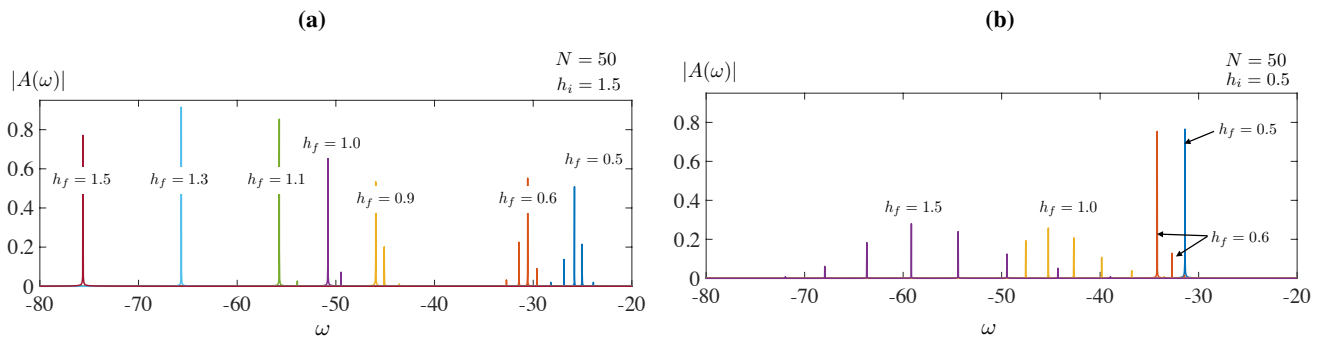 (a)
(b)
|A(ω)|
N = 50
h_i = 1.5
-80 -70 -60 -50 -40 -30 -20
0.8
0.6
0.4
0.2
0
h_f = 1.5
h_f = 1.3
h_f = 1.1
h_f = 1.0
h_f = 0.9
h_f = 0.6
h_f = 0.5
ω
|A(ω)|
N = 50
h_i = 0.5
0.8
0.6
0.4
0.2
0
h_f = 1.5
h_f = 1.0
h_f = 0.5
h_f = 0.6
-80 -70 -60 -50 -40 -30 -20
ω